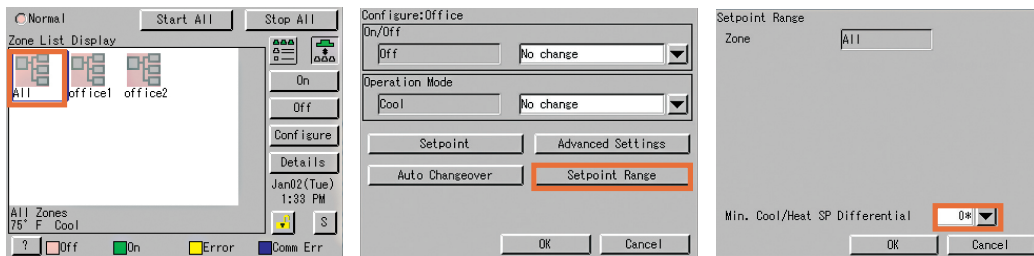 Normal
Start All
Stop All
Zone List Display
All
office1
office2
On
Off
Configure
Details
Jan02(Tue)
1:33 PM
All Zones
75° F Cool
S
?
Off
On
Error
Comm Err
Configure:Office
On/Off
Off
No change
Operation Mode
Cool
No change
Setpoint
Advanced Settings
Auto Changeover
Setpoint Range
OK
Cancel
Setpoint Range
Zone
All
Min. Cool/Heat SP Differential
0*
OK
Cancel